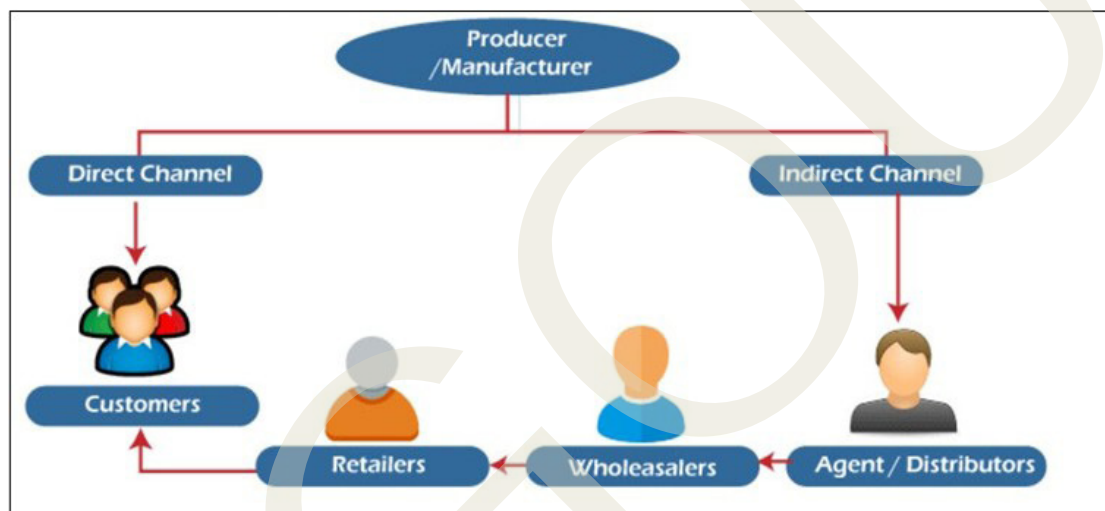 Producer
/Manufacturer
Direct Channel
Indirect Channel
Customers
Retailers
Wholeasalers
Agent / Distributors